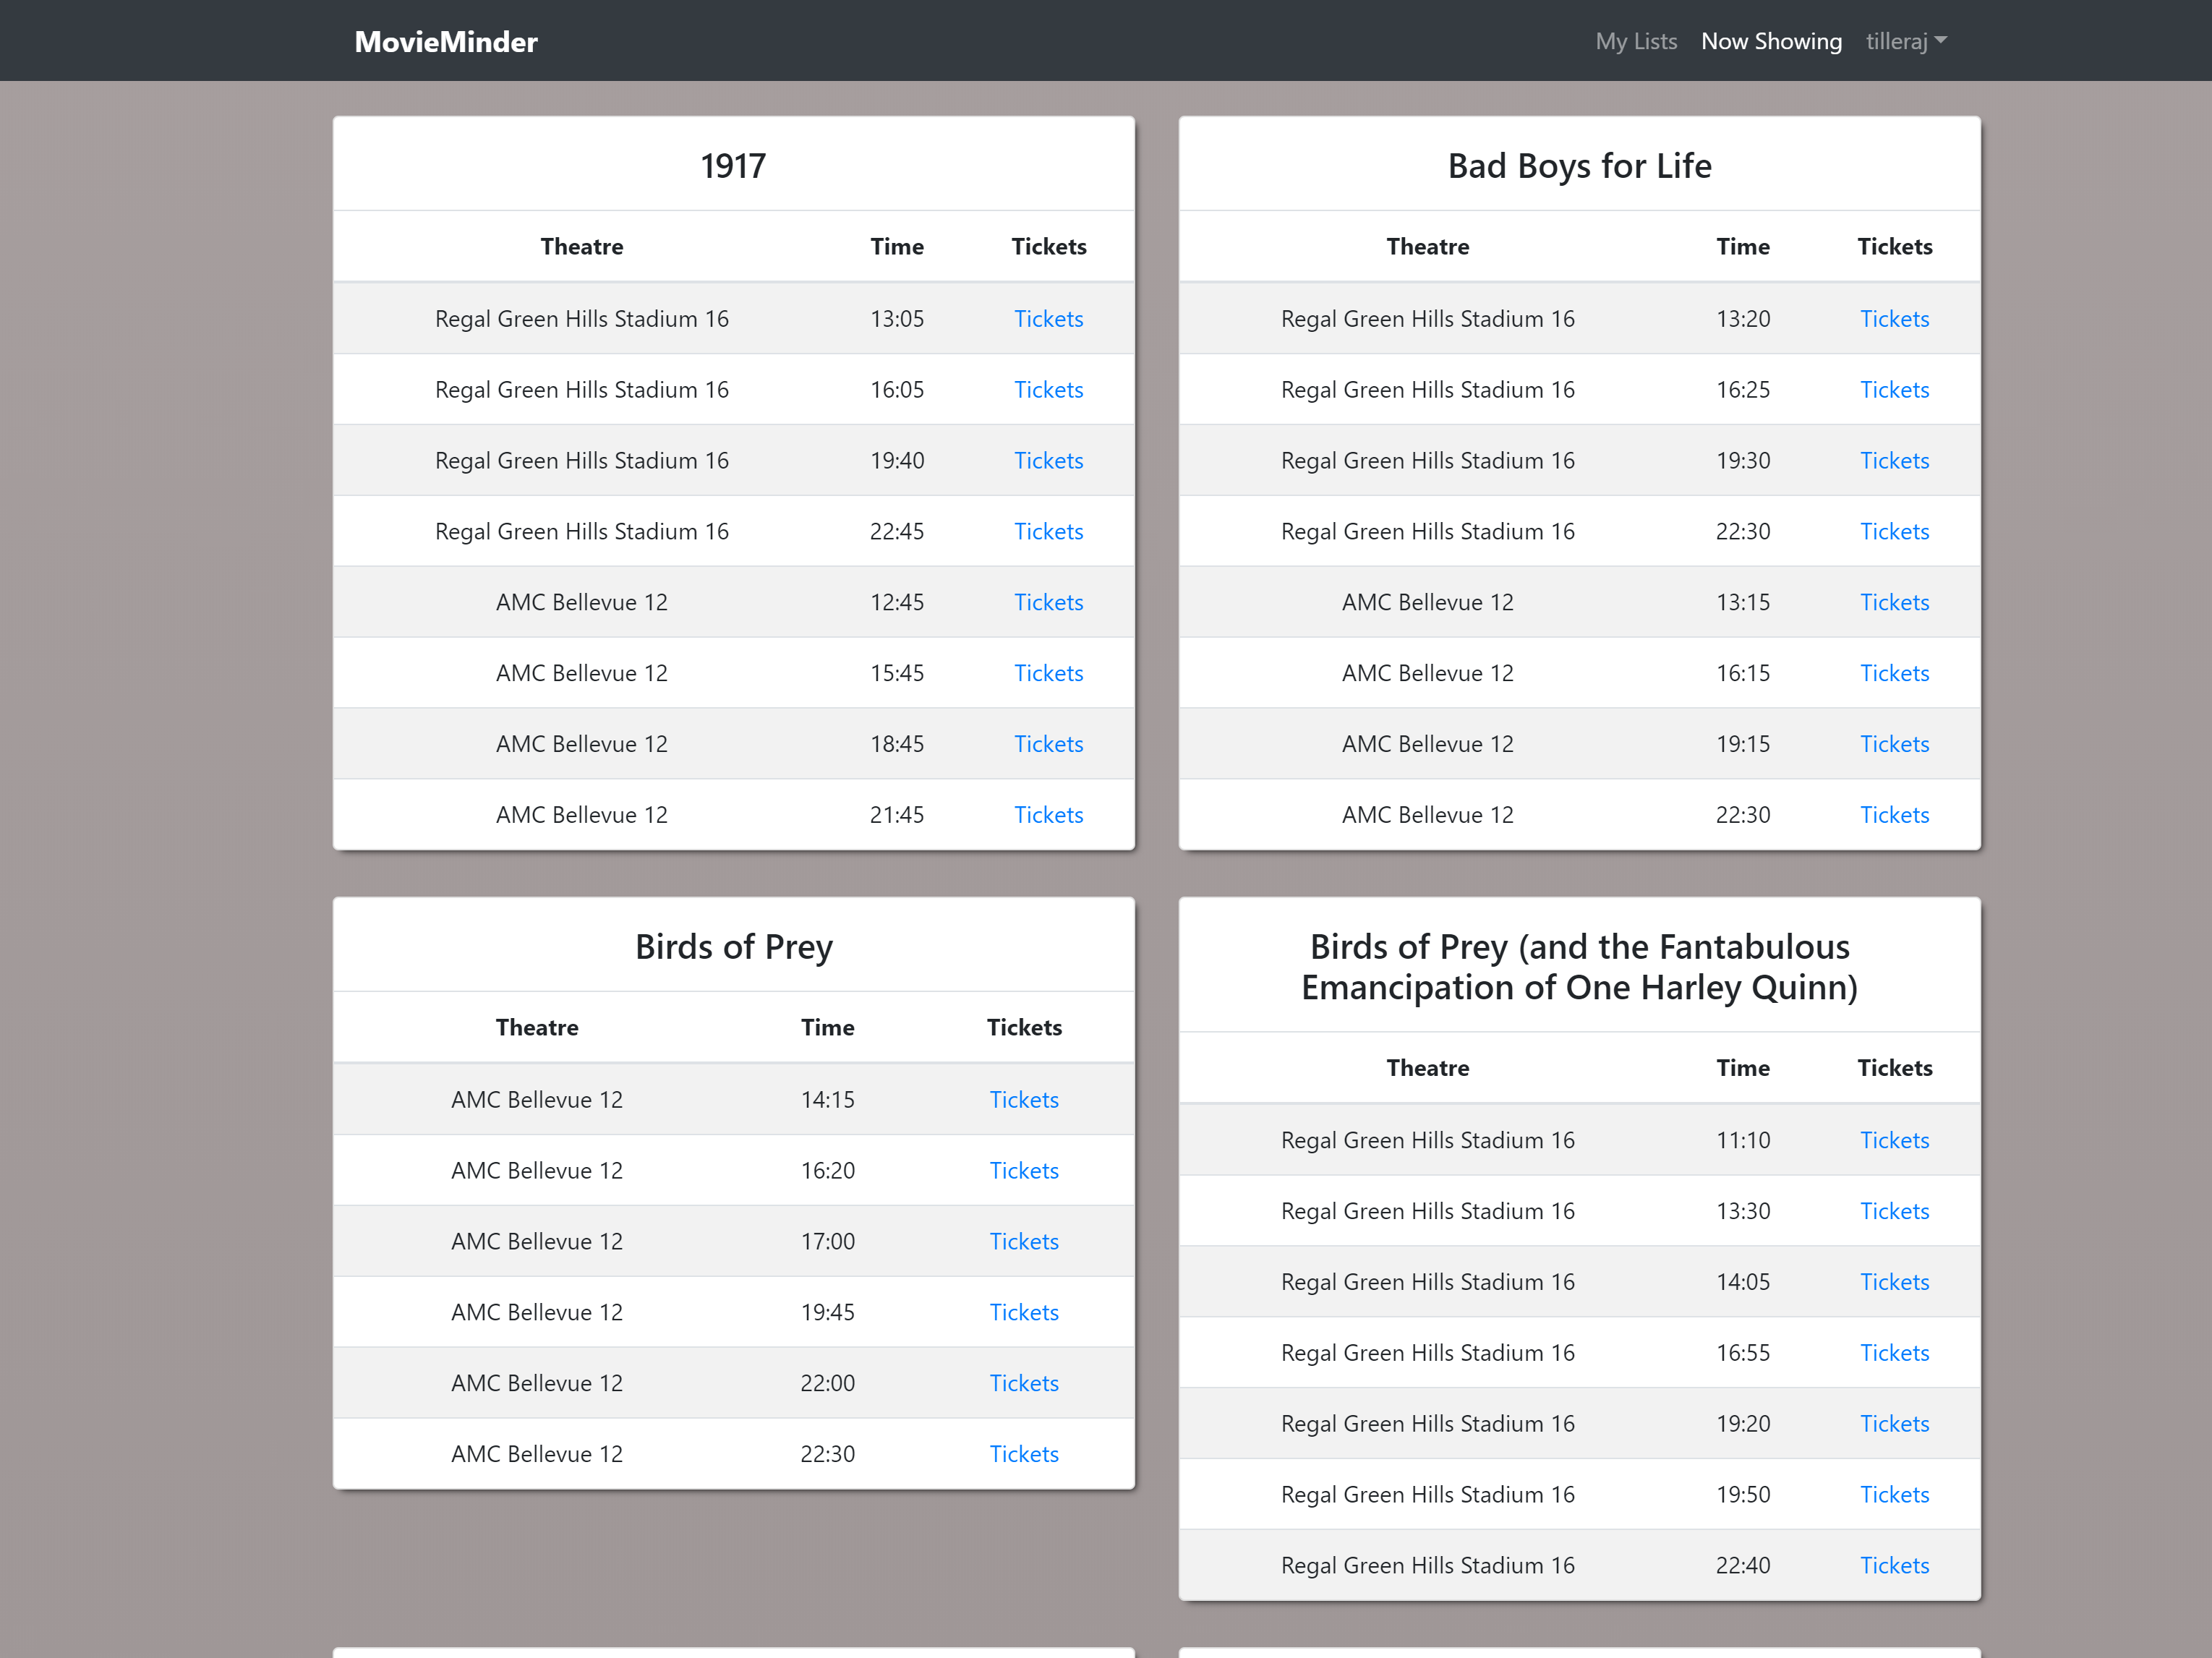 MovieMinder
My Lists Now Showing tilleraj
1917
Theatre Time Tickets
Regal Green Hills Stadium 16 13:05 Tickets
Regal Green Hills Stadium 16 16:05 Tickets
Regal Green Hills Stadium 16 19:40 Tickets
Regal Green Hills Stadium 16 22:45 Tickets
AMC Bellevue 12 12:45 Tickets
AMC Bellevue 12 15:45 Tickets
AMC Bellevue 12 18:45 Tickets
AMC Bellevue 12 21:45 Tickets
Bad Boys for Life
Theatre Time Tickets
Regal Green Hills Stadium 16 13:20 Tickets
Regal Green Hills Stadium 16 16:25 Tickets
Regal Green Hills Stadium 16 19:30 Tickets
Regal Green Hills Stadium 16 22:30 Tickets
AMC Bellevue 12 13:15 Tickets
AMC Bellevue 12 16:15 Tickets
AMC Bellevue 12 19:15 Tickets
AMC Bellevue 12 22:30 Tickets
Birds of Prey
Theatre Time Tickets
AMC Bellevue 12 14:15 Tickets
AMC Bellevue 12 16:20 Tickets
AMC Bellevue 12 17:00 Tickets
AMC Bellevue 12 19:45 Tickets
AMC Bellevue 12 22:00 Tickets
AMC Bellevue 12 22:30 Tickets
Birds of Prey (and the Fantabulous
Emancipation of One Harley Quinn)
Theatre Time Tickets
Regal Green Hills Stadium 16 11:10 Tickets
Regal Green Hills Stadium 16 13:30 Tickets
Regal Green Hills Stadium 16 14:05 Tickets
Regal Green Hills Stadium 16 16:55 Tickets
Regal Green Hills Stadium 16 19:20 Tickets
Regal Green Hills Stadium 16 19:50 Tickets
Regal Green Hills Stadium 16 22:40 Tickets